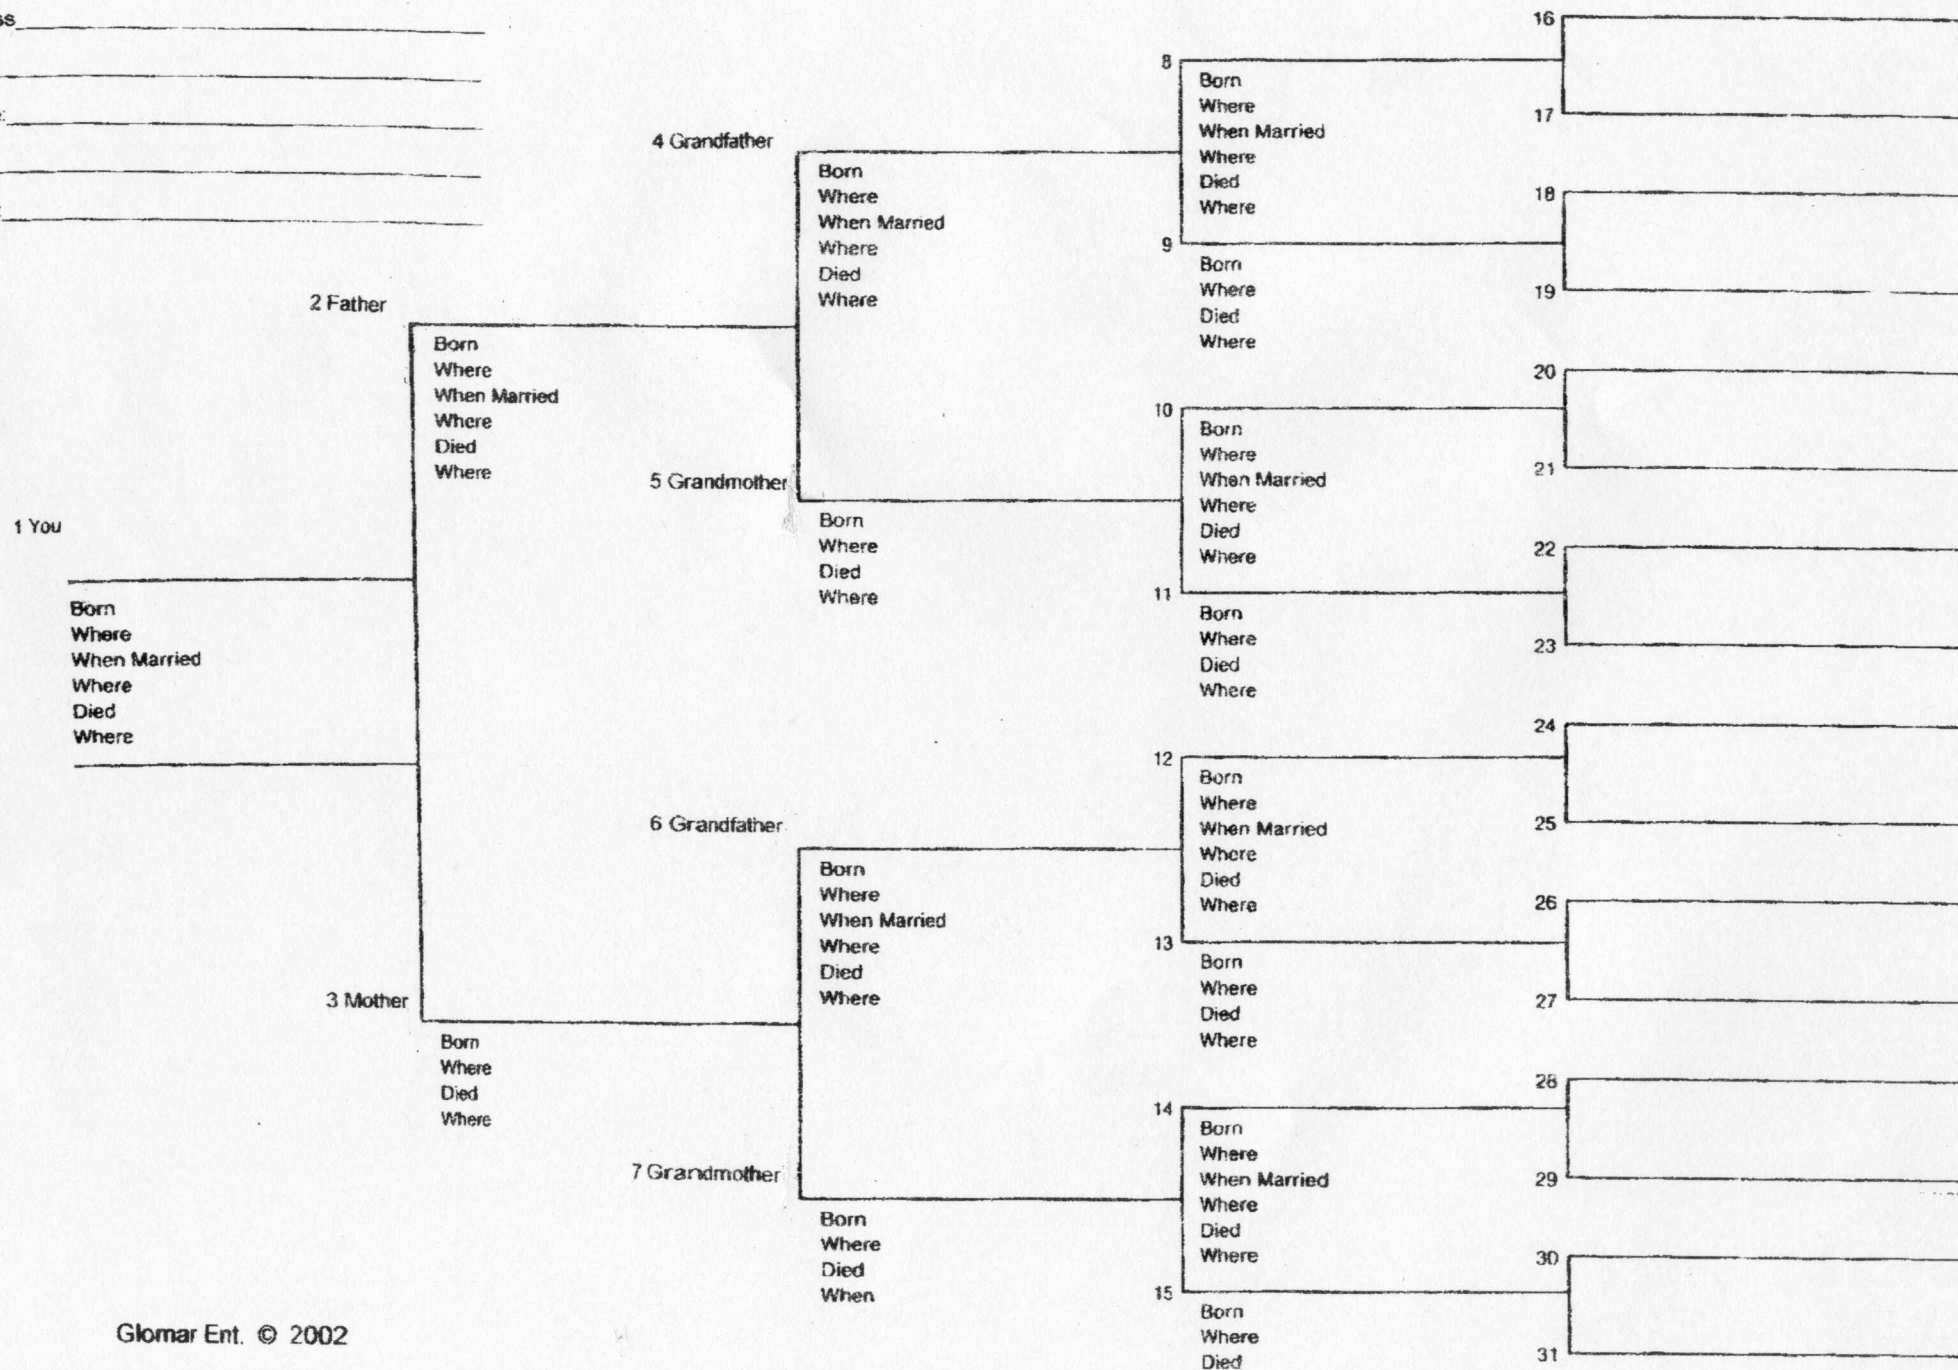 ss
4 Grandfather
Born
Where
When Married
Where
Died
Where
2 Father
Born
Where
When Married
Where
Died
Where
5 Grandmother
Born
Where
Died
Where
1 You
Born
Where
When Married
Where
Died
Where
6 Grandfather
Born
Where
When Married
Where
Died
Where
3 Mother
Born
Where
Died
Where
7 Grandmother
Born
Where
Died
When
8
Born
Where
When Married
Where
Died
Where
9
Born
Where
Died
Where
10
Born
Where
When Married
Where
Died
Where
11
Born
Where
Died
Where
12
Born
Where
When Married
Where
Died
Where
13
Born
Where
Died
Where
14
Born
Where
When Married
Where
Died
Where
15
Born
Where
Died
16
17
18
19
20
21
22
23
24
25
26
27
28
29
30
31
Glomar Ent. © 2002